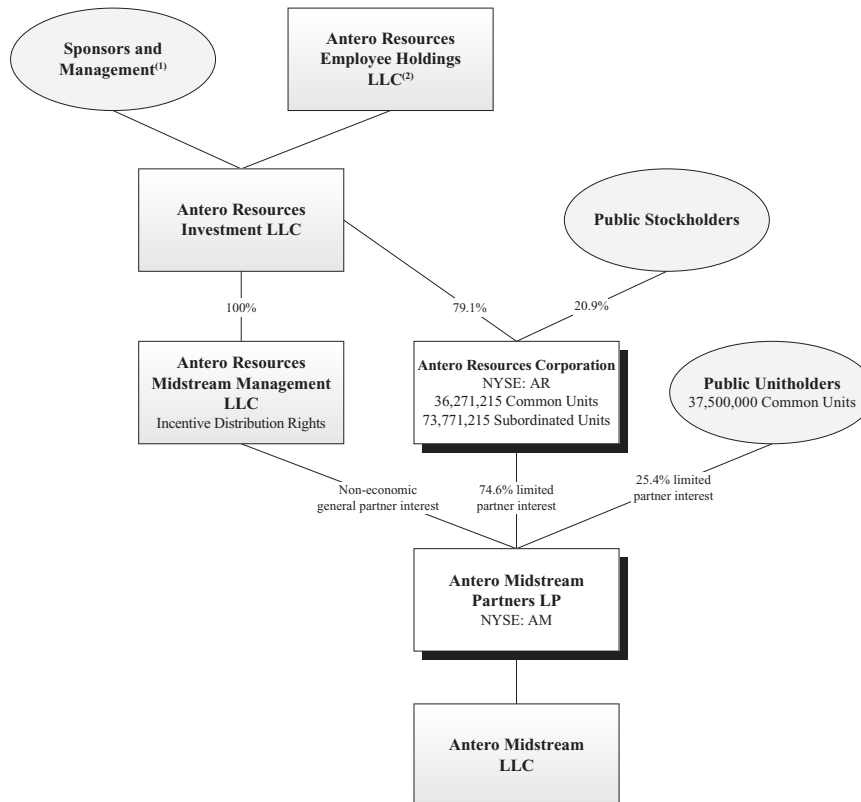 Sponsors and
Management(1)
Antero Resources
Employee Holdings
LLC(2)
Antero Resources
Investment LLC
Public Stockholders
100%
79.1%
20.9%
Antero Resources
Midstream Management
LLC
Incentive Distribution Rights
Antero Resources Corporation
NYSE: AR
36,271,215 Common Units
73,771,215 Subordinated Units
Public Unitholders
37,500,000 Common Units
Non-economic
general partner interest
74.6% limited
partner interest
25.4% limited
partner interest
Antero Midstream
Partners LP
NYSE: AM
Antero Midstream
LLC